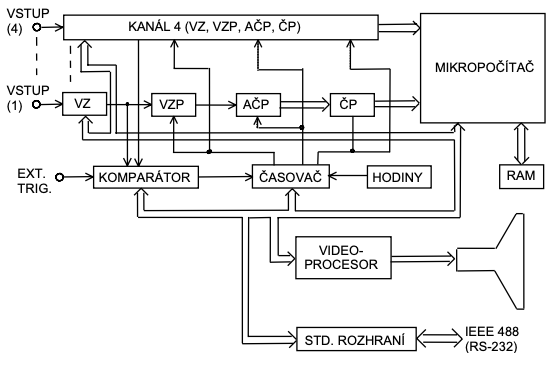 VSTUP
(4)
KANÁL 4 (VZ, VZP, AČP, ČP)
MIKROPOČÍTAČ
VSTUP
(1)
VZ
VZP
AČP
ČP
EXT.
TRIG.
KOMPARÁTOR
ČASOVAČ
HODINY
RAM
VIDEO-
PROCESOR
STD. ROZHRANÍ
IEEE 488
(RS-232)